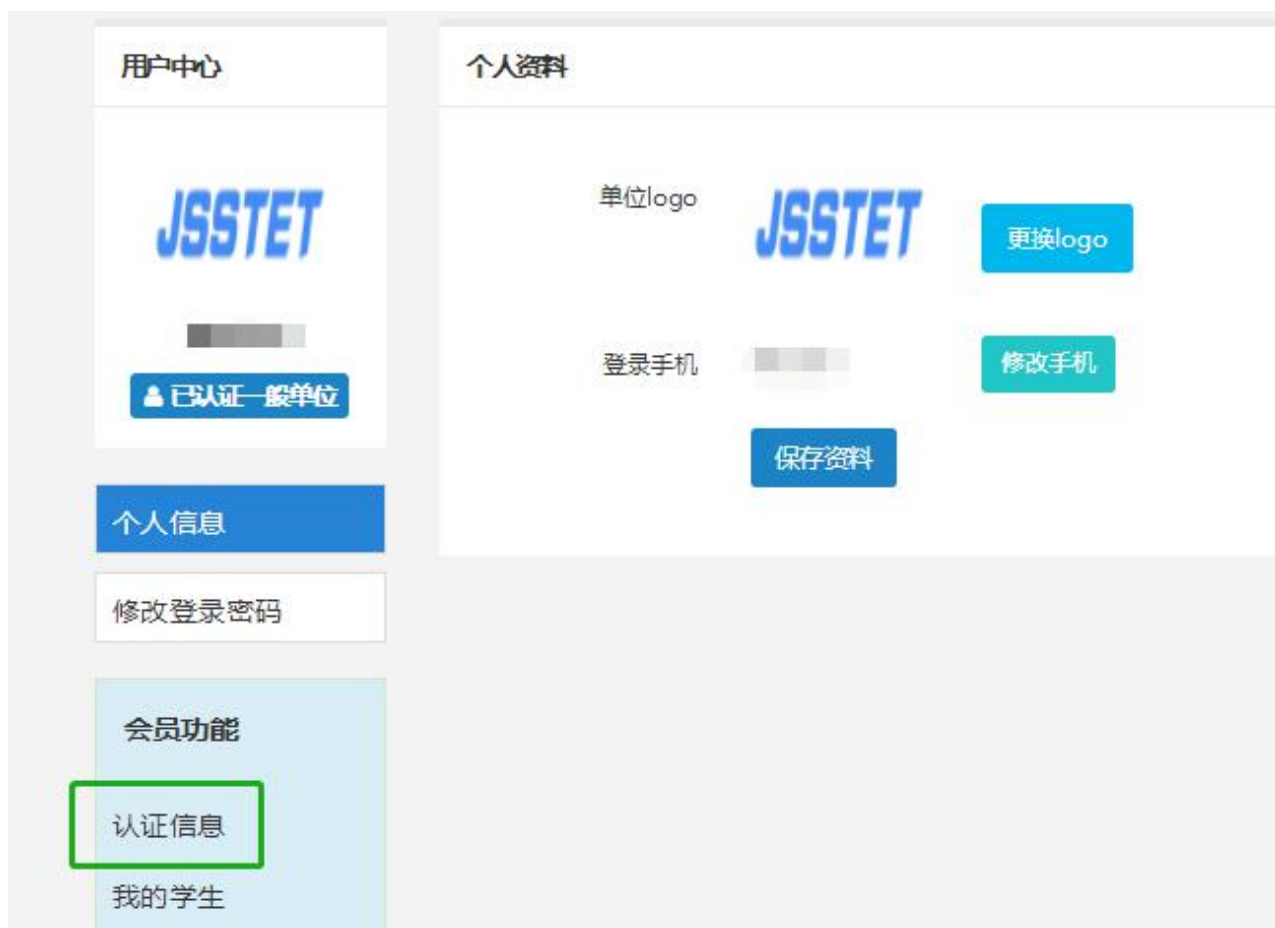 用户中心
JSSTET
已认证一般单位
个人信息
修改登录密码
会员功能
认证信息
我的学生
个人资料
单位logo
JSSTET
更换logo
登录手机
修改手机
保存资料